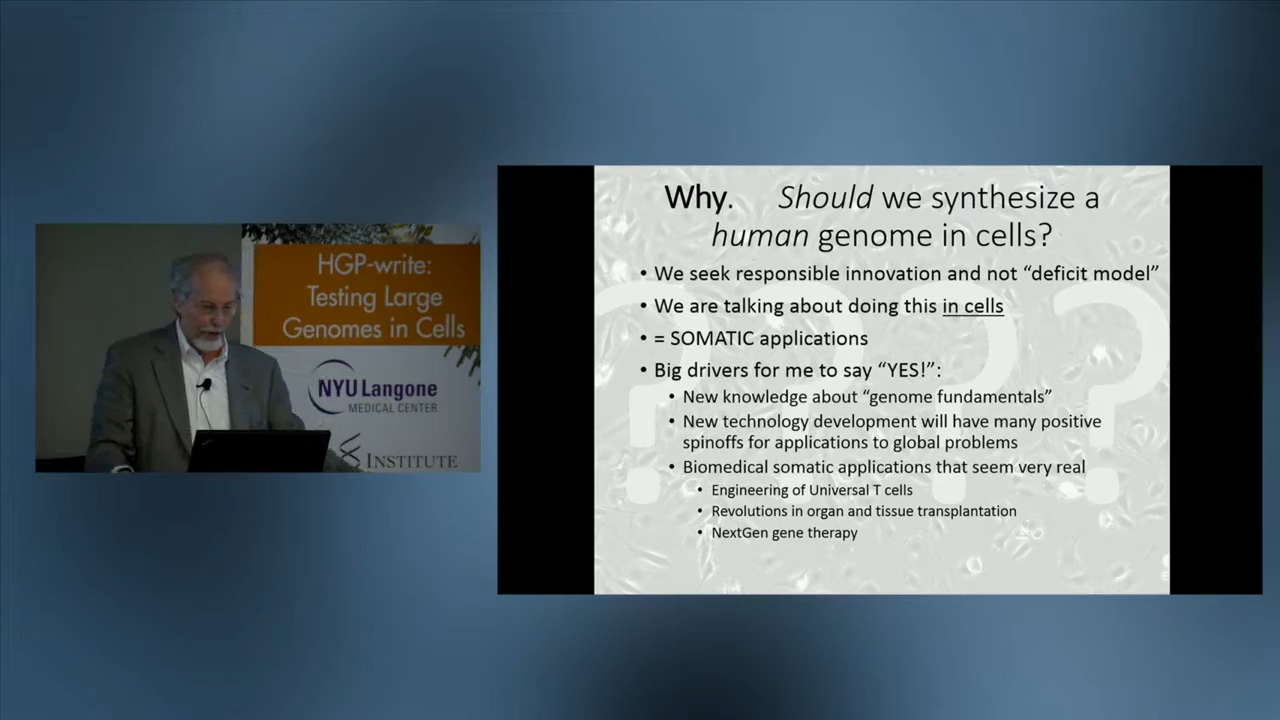 HGP-write:
Testing Large
Genomes in Cells
NYU Langone
MEDICAL CENTER
INSTITUTE
Why. Should we synthesize a
human genome in cells?
• We seek responsible innovation and not “deficit model”
• We are talking about doing this in cells
• = SOMATIC applications
• Big drivers for me to say “YES!”:
• New knowledge about “genome fundamentals”
• New technology development will have many positive
spinoffs for applications to global problems
• Biomedical somatic applications that seem very real
• Engineering of Universal T cells
• Revolutions in organ and tissue transplantation
• NextGen gene therapy
????